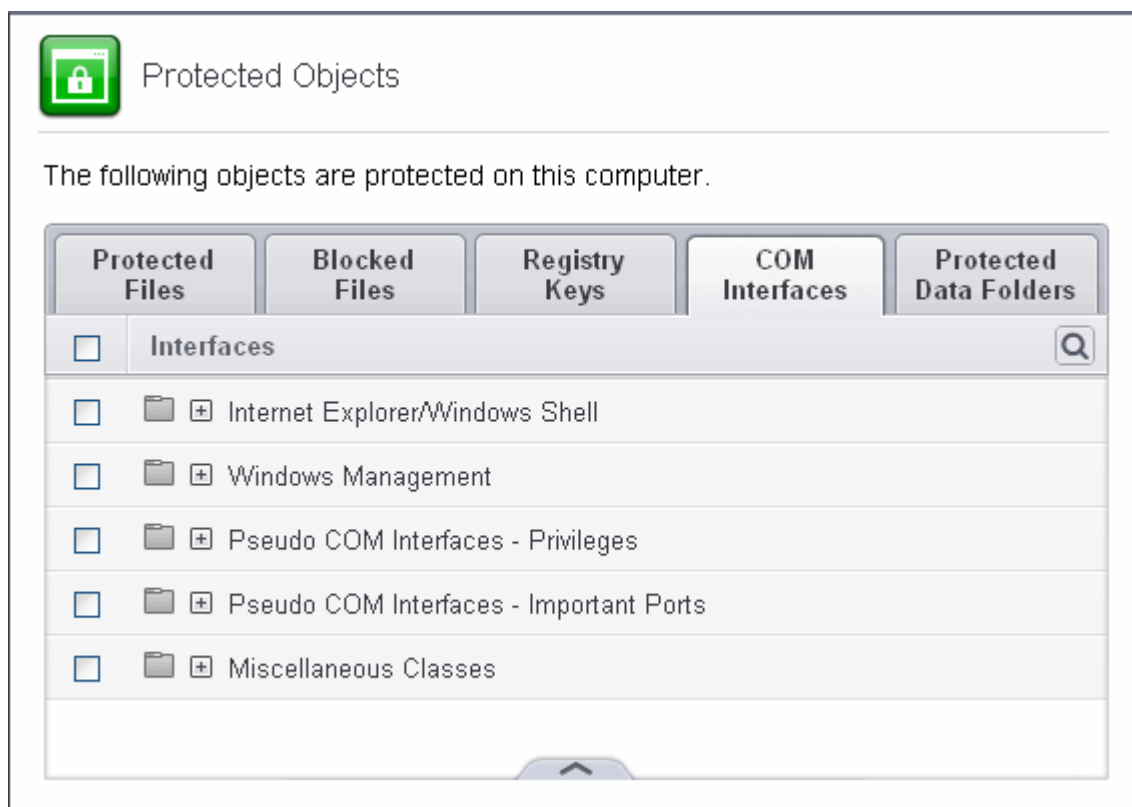 Protected Objects
The following objects are protected on this computer.
Protected Files
Blocked Files
Registry Keys
COM Interfaces
Protected Data Folders
Interfaces
Internet Explorer/Windows Shell
Windows Management
Pseudo COM Interfaces - Privileges
Pseudo COM Interfaces - Important Ports
Miscellaneous Classes